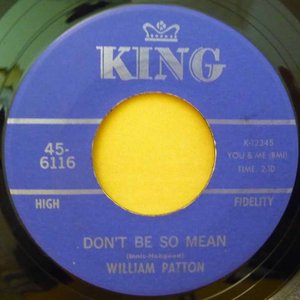 KING
45-
6116
K-12345
YOU & ME (BMI)
TIME. 2.10
HIGH
FIDELITY
DON'T BE SO MEAN
WILLIAM PATTON